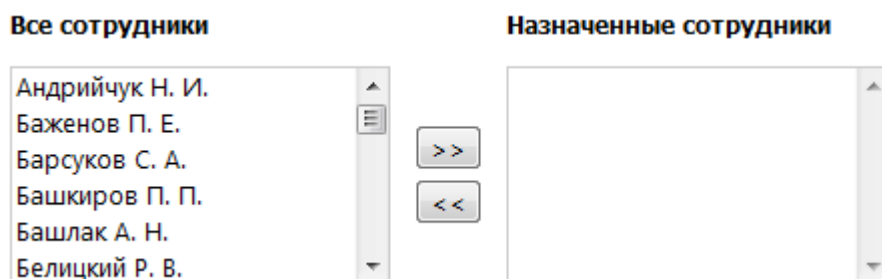 Все сотрудники
Назначенные сотрудники
Андрийчук Н. И.
Баженов П. Е.
Барсуков С. А.
Башкиров П. П.
Башлак А. Н.
Белицкий Р. В.
>>
<<